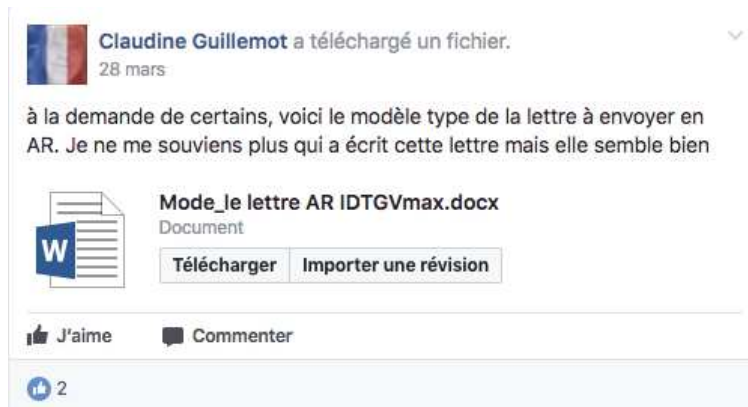 Claudine Guillemot a téléchargé un fichier.
28 mars
à la demande de certains, voici le modèle type de la lettre à envoyer en
AR. Je ne me souviens plus qui a écrit cette lettre mais elle semble bien
W
Mode_le lettre AR IDTGVmax.docx
Document
Télécharger Importer une révision
J'aime Commenter
2